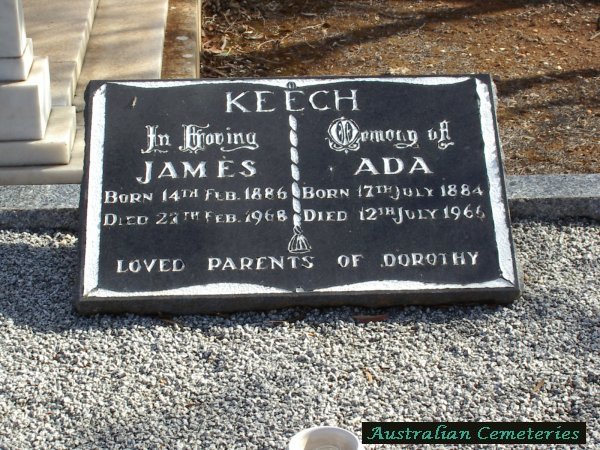 KEECH
In Loving Memory of
JAMES ADA
BORN 14TH FEB. 1886 BORN 17TH JULY 1884
DIED 27TH FEB. 1968 DIED 12TH JULY 1966
LOVED PARENTS OF DOROTHY
Australian Cemeteries